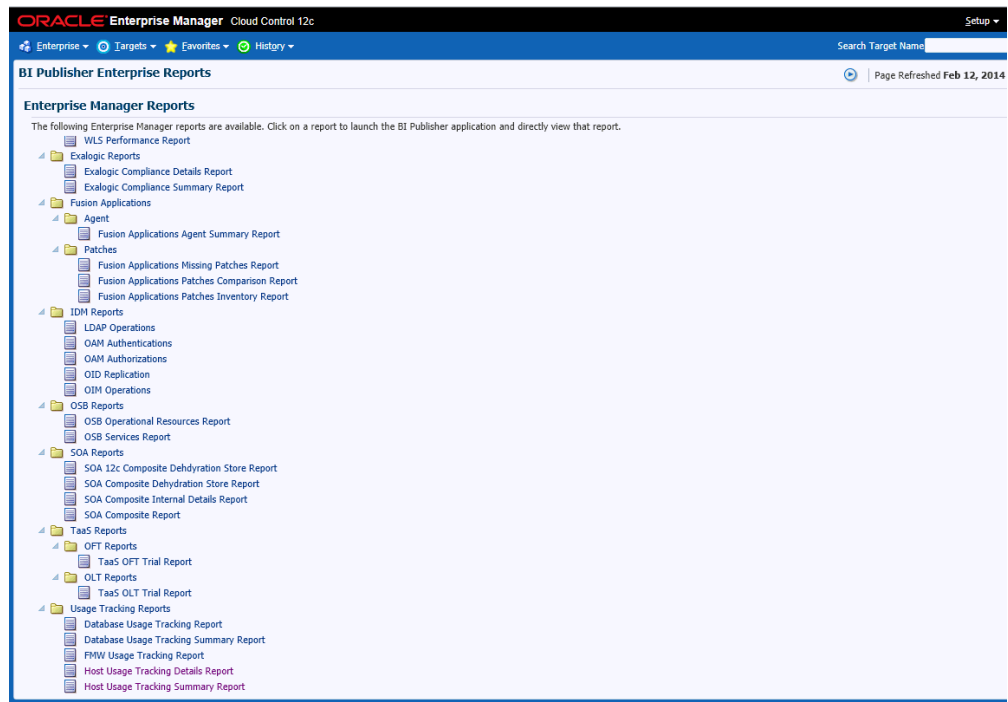 ORACLE Enterprise Manager Cloud Control 12c
Setup
Enterprise Targets Favorites History
Search Target Name
BI Publisher Enterprise Reports
Page Refreshed Feb 12, 2014
Enterprise Manager Reports
The following Enterprise Manager reports are available. Click on a report to launch the BI Publisher application and directly view that report.
WLS Performance Report
Exalogic Reports
Exalogic Compliance Details Report
Exalogic Compliance Summary Report
Fusion Applications
Agent
Fusion Applications Agent Summary Report
Patches
Fusion Applications Missing Patches Report
Fusion Applications Patches Comparison Report
Fusion Applications Patches Inventory Report
IDM Reports
LDAP Operations
OAM Authentications
OAM Authorizations
OID Replication
OIM Operations
OSB Reports
OSB Operational Resources Report
OSB Services Report
SOA Reports
SOA 12c Composite Dehdyration Store Report
SOA Composite Dehydration Store Report
SOA Composite Internal Details Report
SOA Composite Report
TaaS Reports
OFT Reports
TaaS OFT Trial Report
OLT Reports
TaaS OLT Trial Report
Usage Tracking Reports
Database Usage Tracking Report
Database Usage Tracking Summary Report
FMW Usage Tracking Report
Host Usage Tracking Details Report
Host Usage Tracking Summary Report